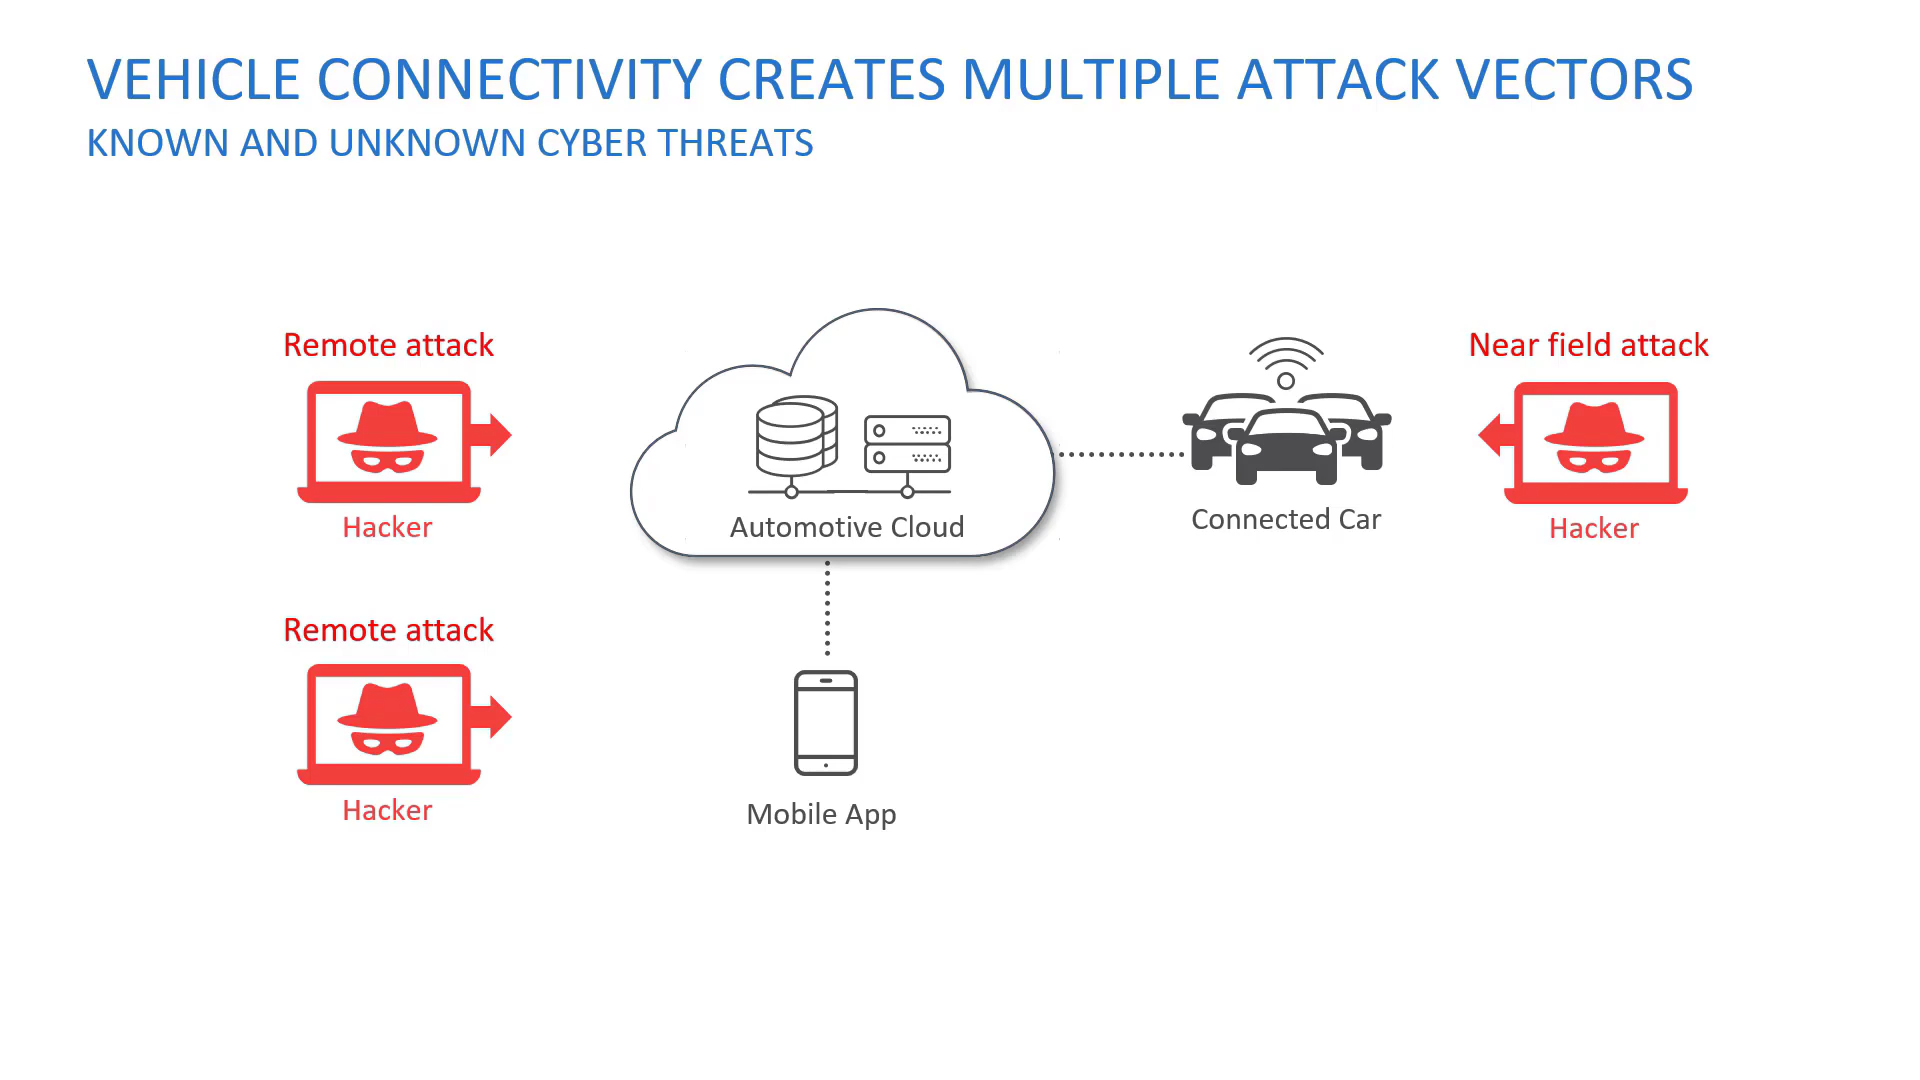 VEHICLE CONNECTIVITY CREATES MULTIPLE ATTACK VECTORS
KNOWN AND UNKNOWN CYBER THREATS
Remote attack
Hacker
Automotive Cloud
Connected Car
Near field attack
Hacker
Remote attack
Hacker
Mobile App